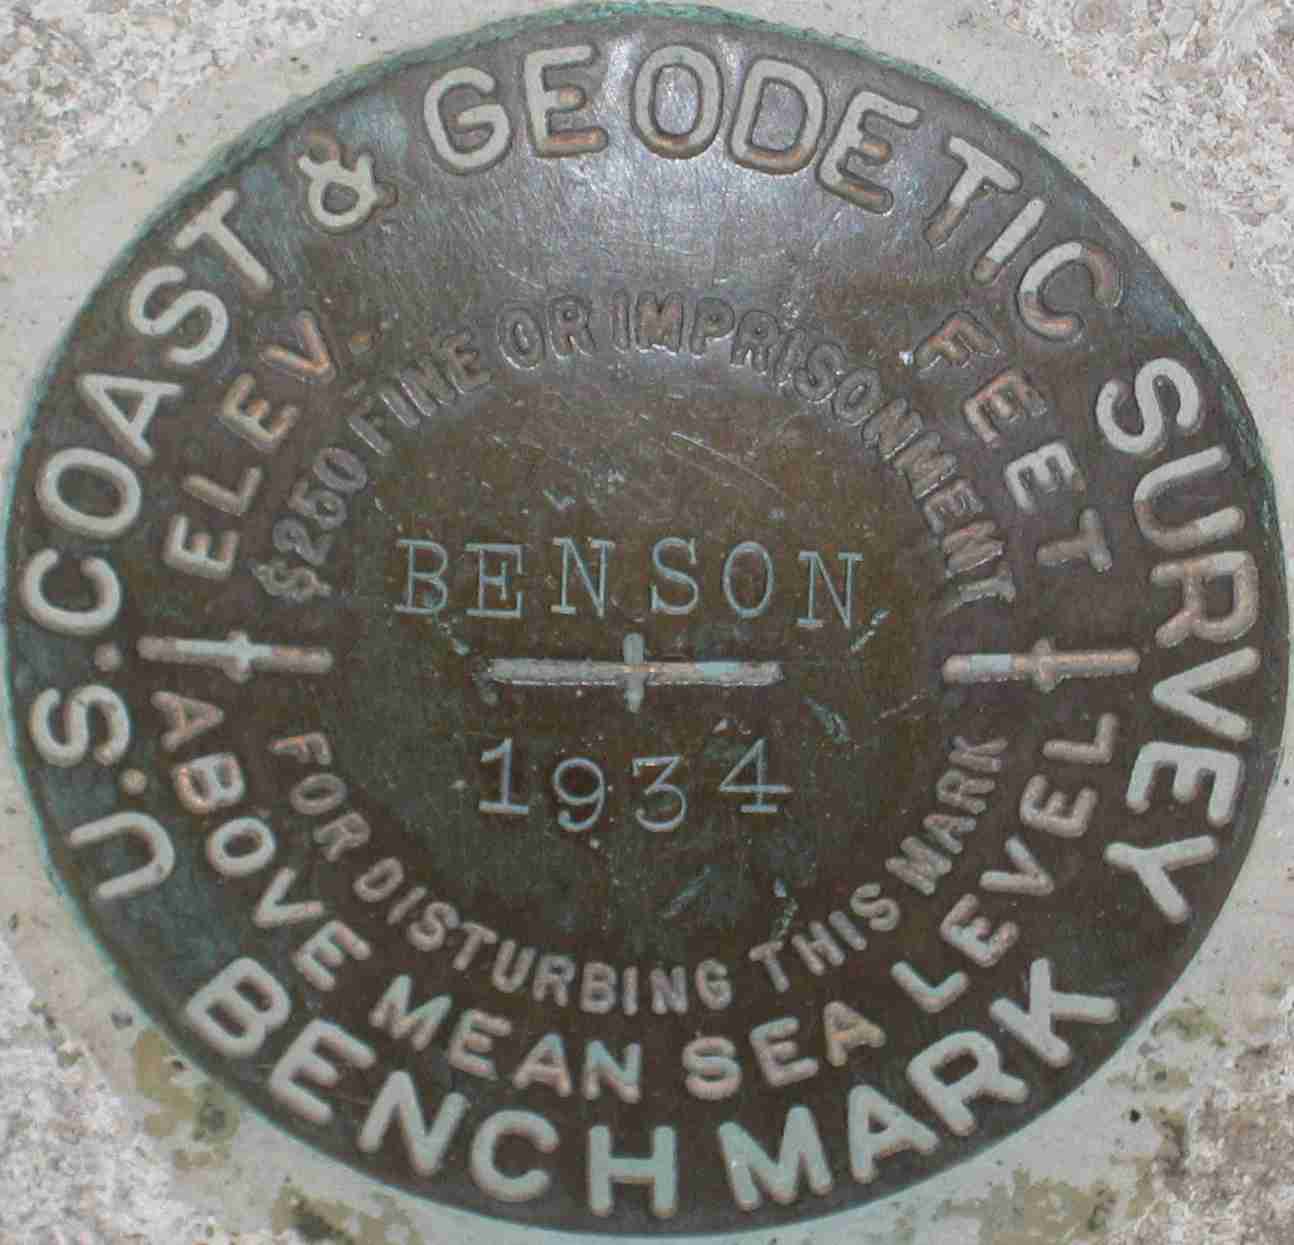 U.S. COAST & GEODETIC SURVEY
BENCH MARK
ELEV. FEET
ABOVE MEAN SEA LEVEL
$250 FINE OR IMPRISONMENT
FOR DISTURBING THIS MARK
BENSON
1934